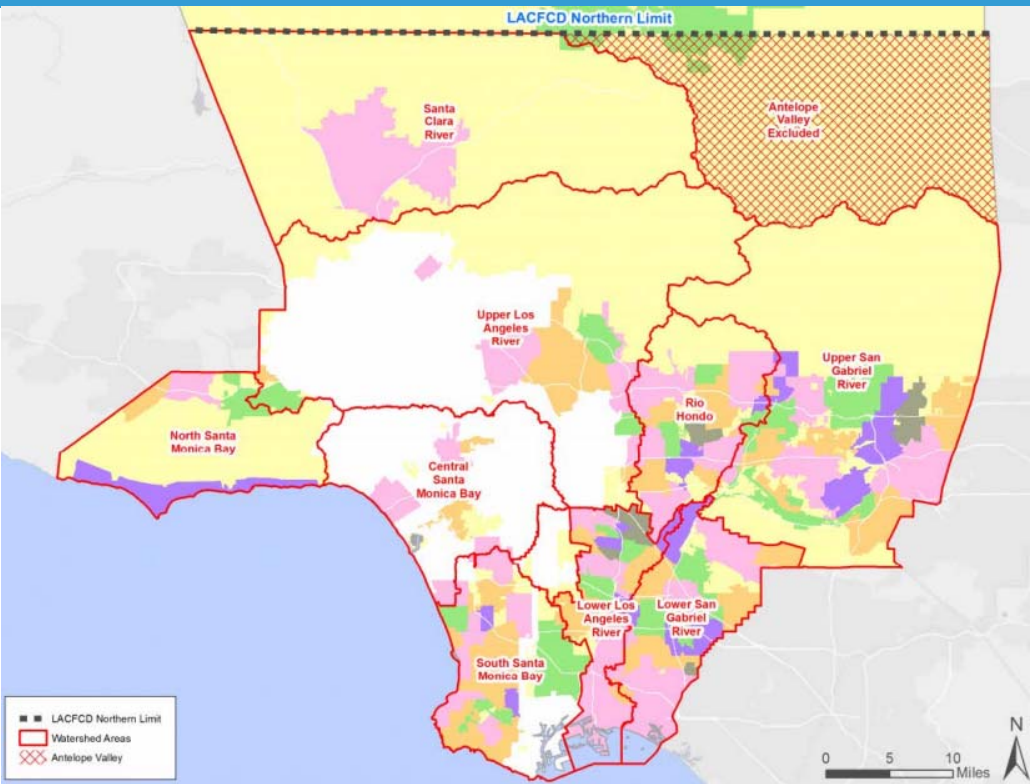 LACFCD Northern Limit
Santa
Clara
River
Antelope
Valley
Excluded
Upper Los
Angeles
River
Upper San
Gabriel
River
Rio
Hondo
North Santa
Monica Bay
Central
Santa
Monica Bay
Lower Los
Angeles
River
Lower San
Gabriel
River
South Santa
Monica Bay
LACFCD Northern Limit
Watershed Areas
Antelope Valley
N
0 5 10
Miles